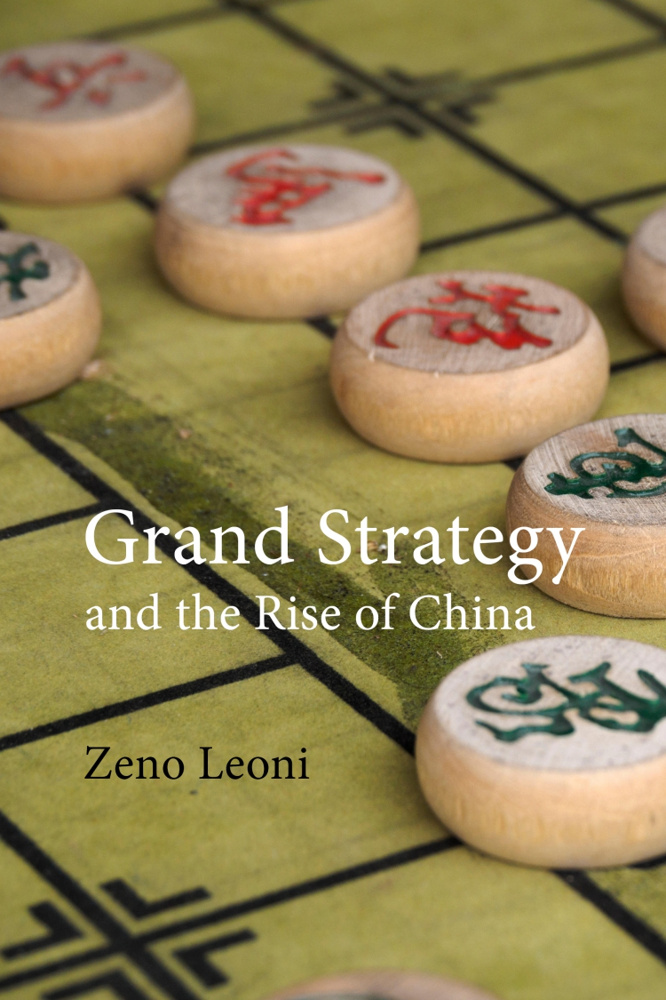 Grand Strategy
and the Rise of China
Zeno Leoni